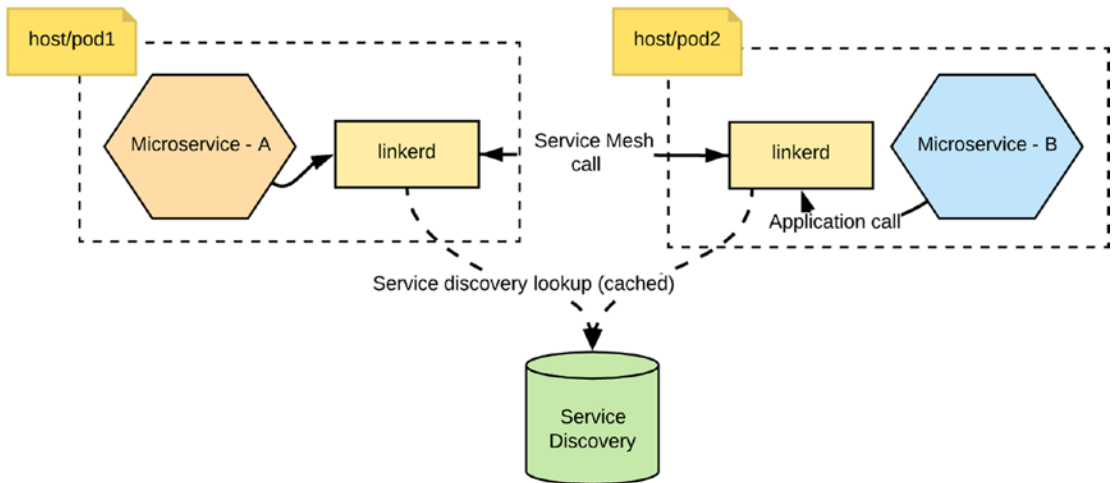 host/pod1
host/pod2
Microservice - A
linkerd
Service Mesh
call
linkerd
Microservice - B
Application call
Service discovery lookup (cached)
Service
Discovery